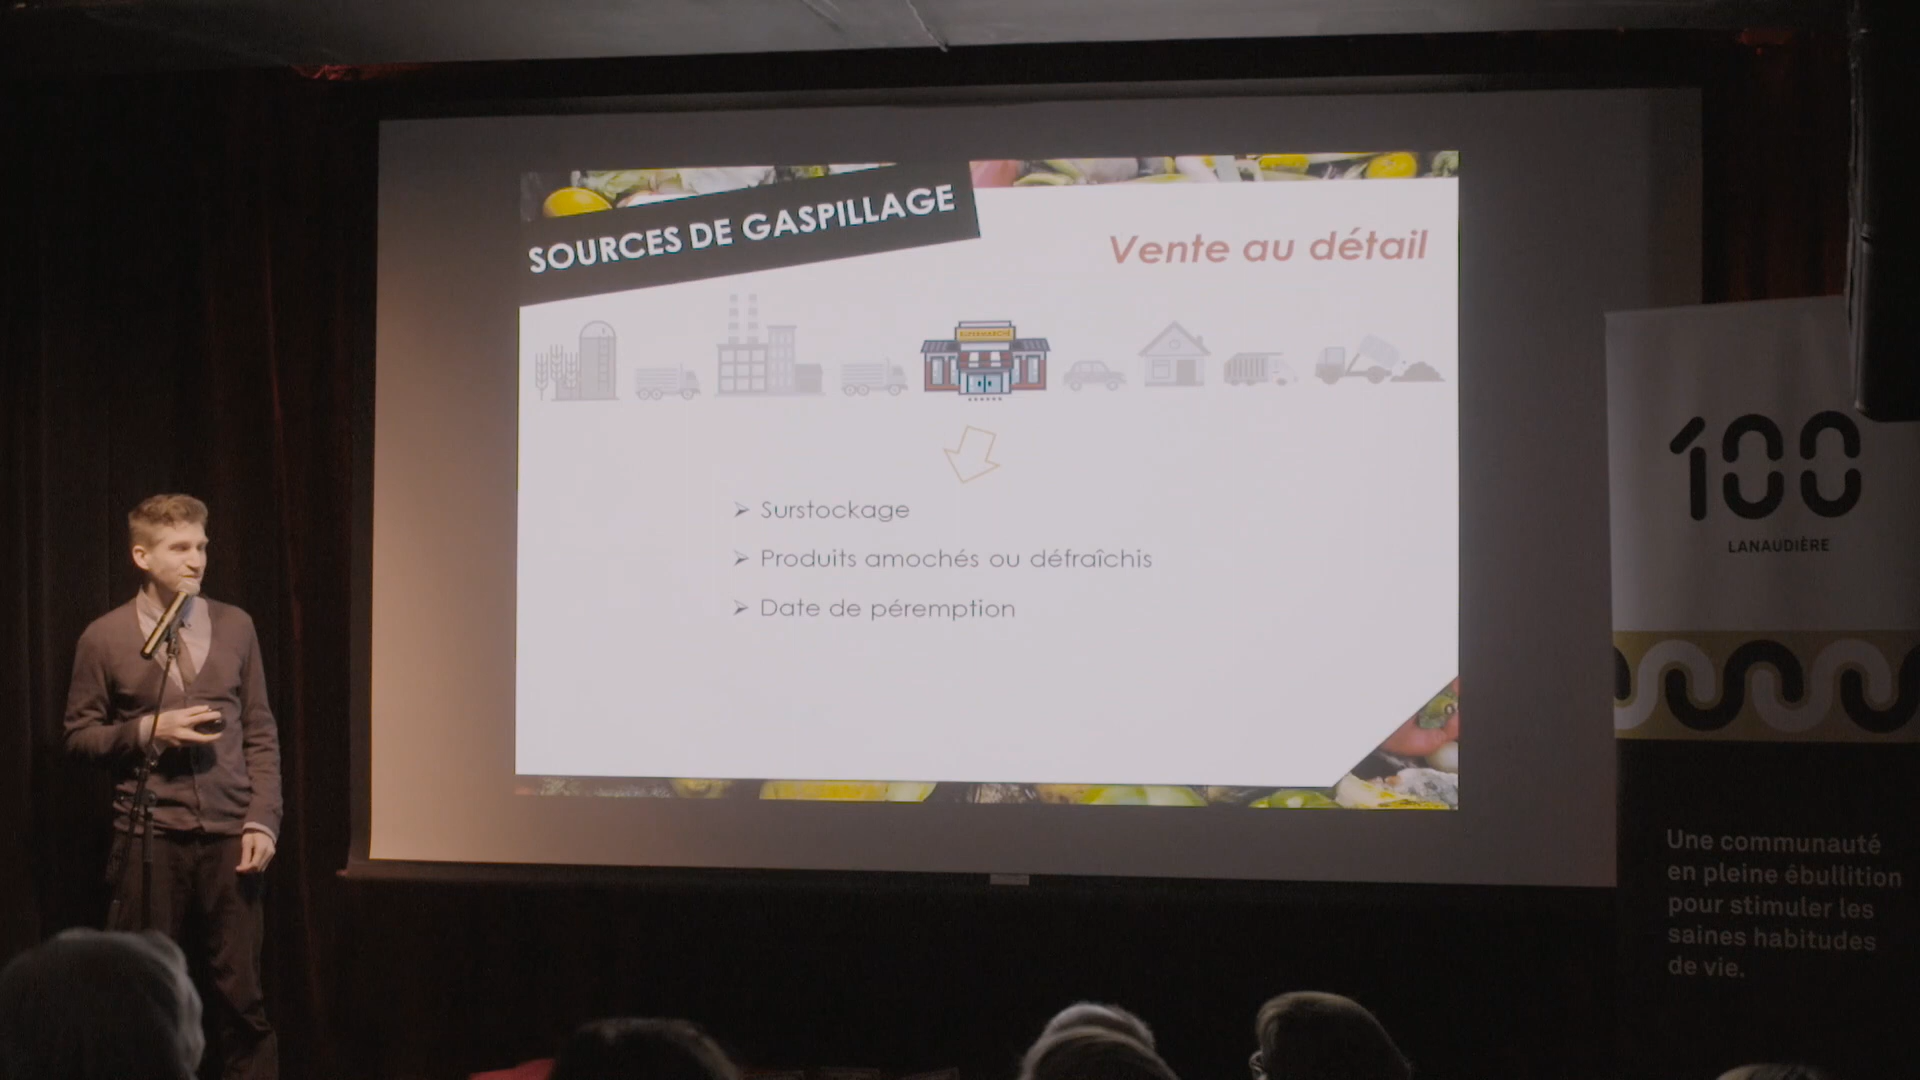 SOURCES DE GASPILLAGE
Vente au détail
SUPERMARCHÉ
➢ Surstockage
➢ Produits amochés ou défraîchis
➢ Date de péremption
100
LANAUDIÈRE
Une communauté
en pleine ébullition
pour stimuler les
saines habitudes
de vie.